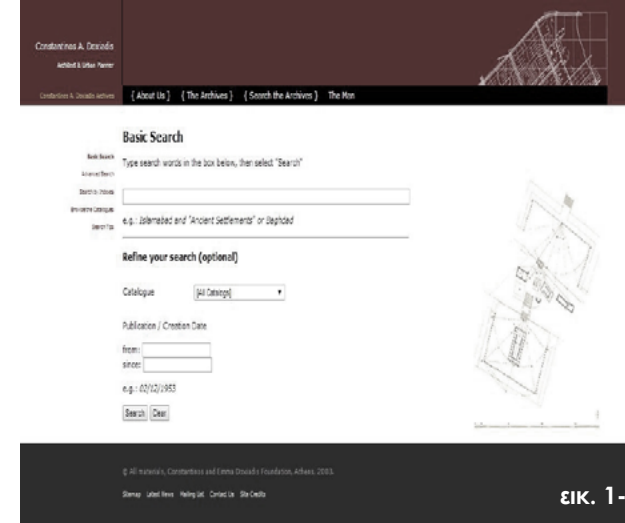 Constantinos A. Doxiadis
Architect & Urban Planner
Constantinos A. Doxiadis Archives
{ About Us } { The Archives } { Search the Archives } The Man
Basic Search
Basic Search
Advanced Search
Search by Indexes
Browse the Catalogues
Search Tips
Type search words in the box below, then select "Search"
e.g.: Islamabad and "Ancient Settlements" or Baghdad
Refine your search (optional)
Catalogue [All Catalogs]
Publication / Creation Date
from:
since:
e.g.: 02/12/1953
Search Clear
© All materials, Constantinos and Emma Doxiadis Foundation, Athens, 2003.
Sitemap Latest News Mailing List Contact Us Site Credits
εικ. 1-